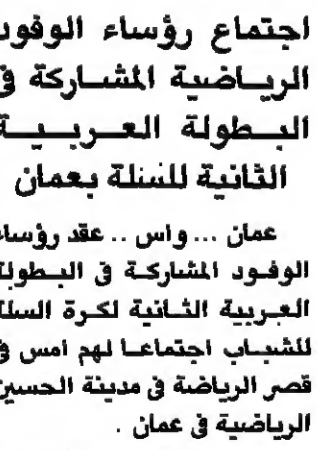 اجتماع رؤساء الوفود
الرياضية المشاركة في
البطولة العربية
الثانية للسلة بعمان
عمان ... واس .. عقد رؤساء
الوفود المشاركة في البطولة
العربية الثانية لكرة السلة
للشباب اجتماعا لهم امس في
قصر الرياضة في مدينة الحسين
الرياضية في عمان .